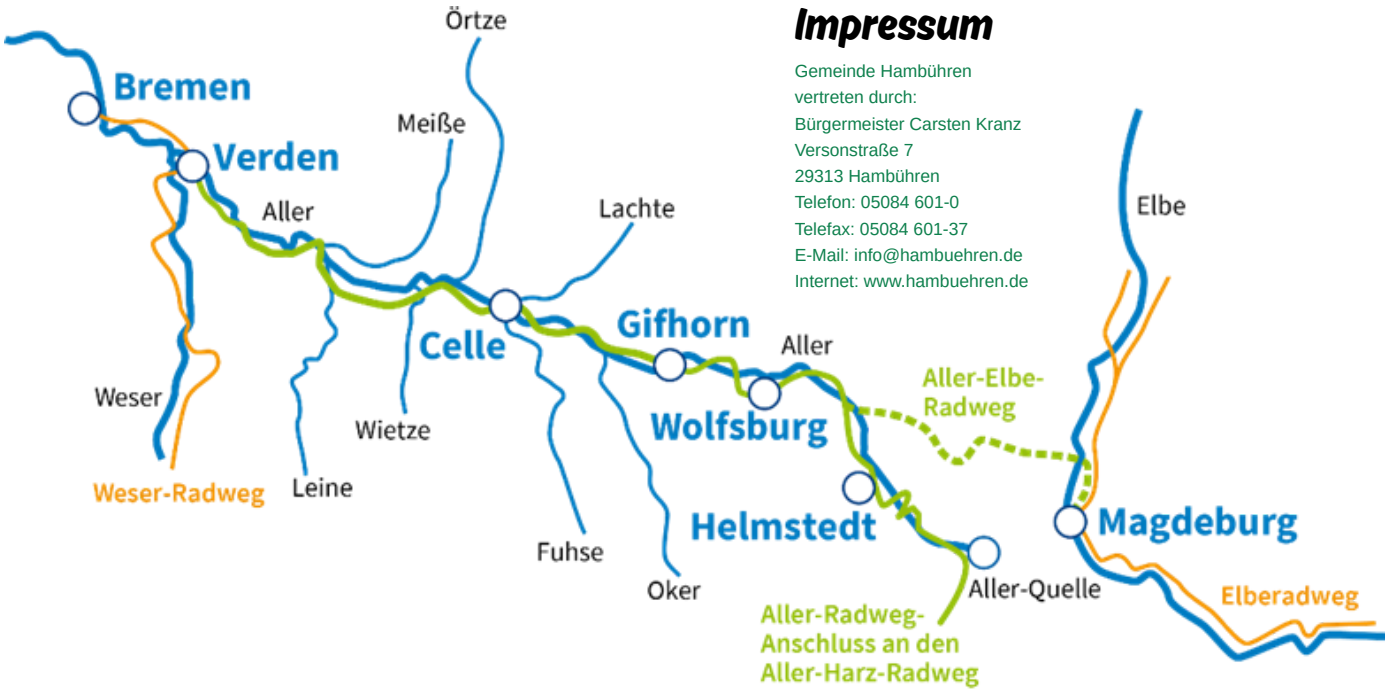 Impressum
Gemeinde Hambühren
vertreten durch:
Bürgermeister Carsten Kranz
Versonstraße 7
29313 Hambühren
Telefon: 05084 601-0
Telefax: 05084 601-37
E-Mail: info@hambuehren.de
Internet: www.hambuehren.de
Örtze
Bremen
Meiße
Verden
Aller
Lachte
Elbe
Gifhorn
Celle
Aller
Aller-Elbe-
Radweg
Weser
Wietze
Wolfsburg
Weser-Radweg
Leine
Helmstedt
Magdeburg
Fuhse
Oker
Aller-Quelle
Elberadweg
Aller-Radweg-
Anschluss an den
Aller-Harz-Radweg